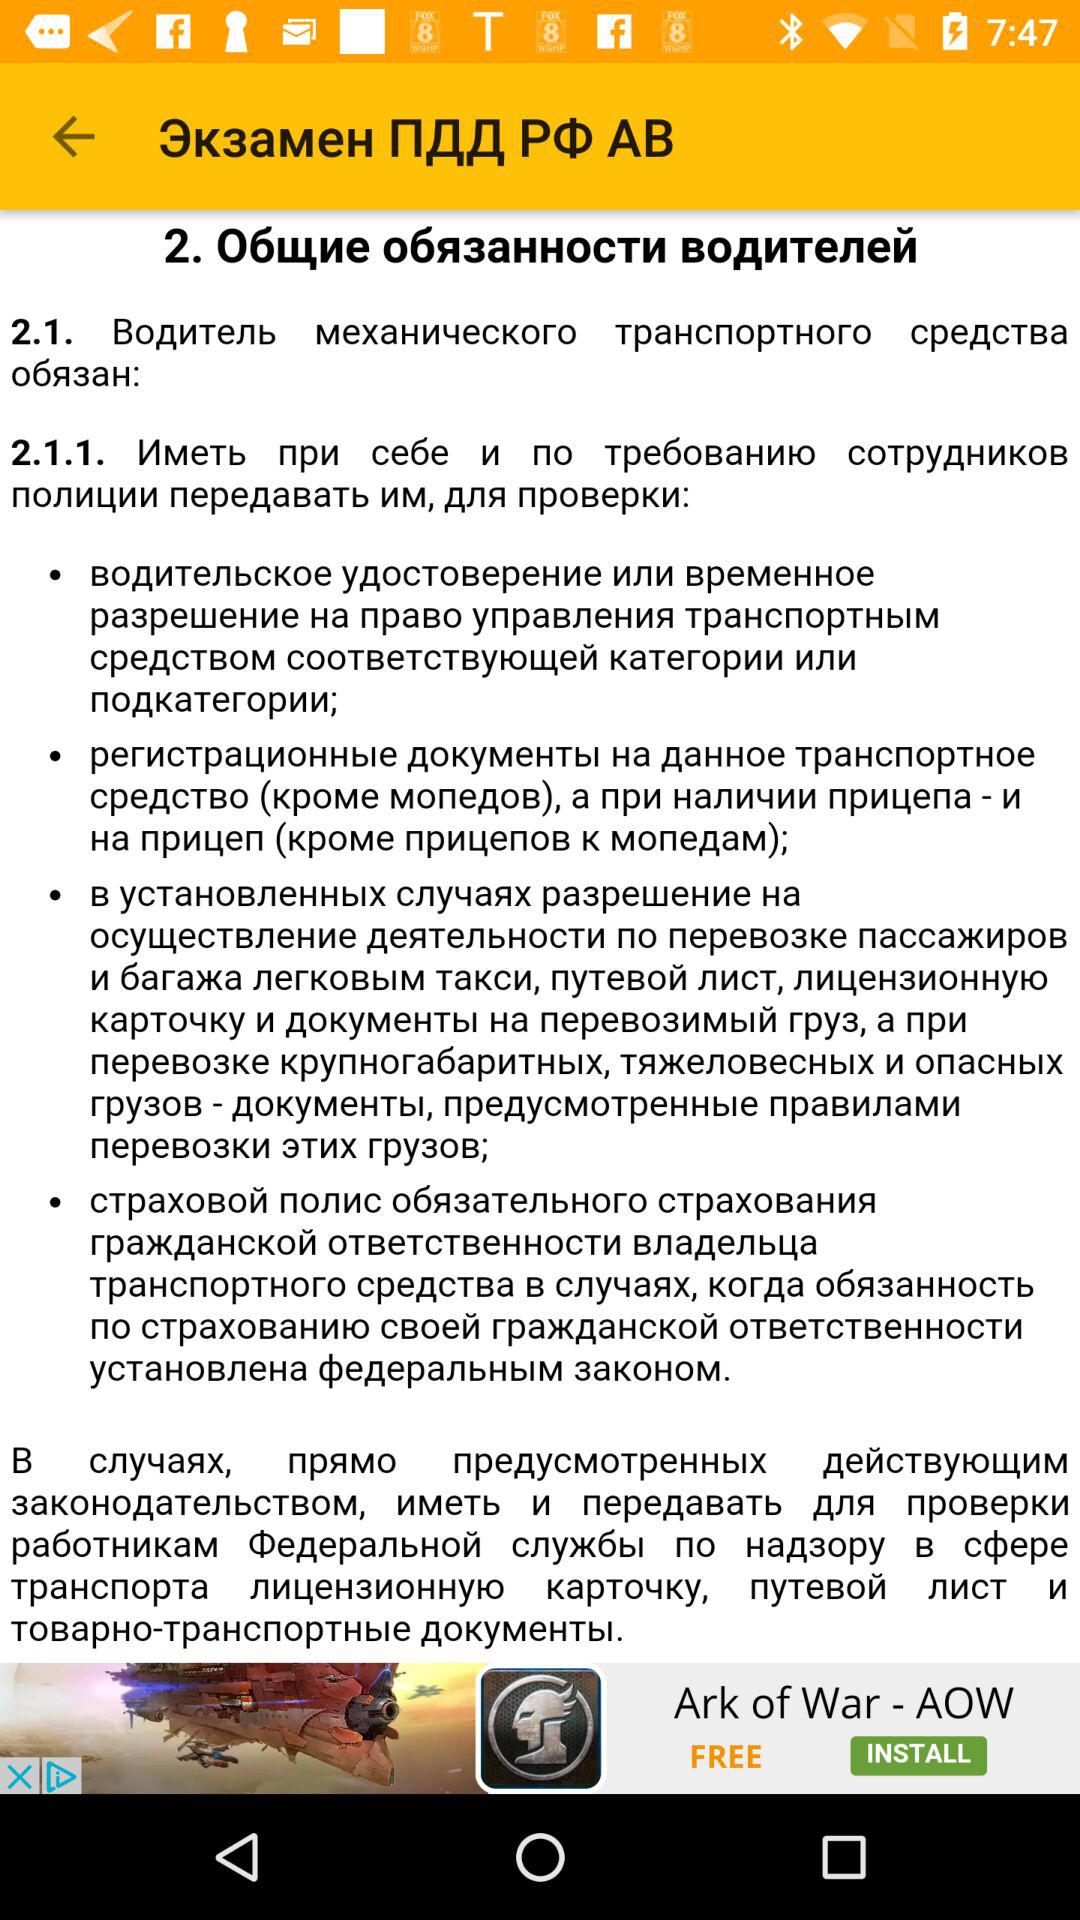 7:47
Экзамен ПДД РФ АВ
2. Общие обязанности водителей
2.1. Водитель механического транспортного средства
обязан:
2.1.1. Иметь при себе и по требованию сотрудников
полиции передавать им, для проверки:
• водительское удостоверение или временное
разрешение на право управления транспортным
средством соответствующей категории или
подкатегории;
• регистрационные документы на данное транспортное
средство (кроме мопедов), а при наличии прицепа - и
на прицеп (кроме прицепов к мопедам);
• в установленных случаях разрешение на
осуществление деятельности по перевозке пассажиров
и багажа легковым такси, путевой лист, лицензионную
карточку и документы на перевозимый груз, а при
перевозке крупногабаритных, тяжеловесных и опасных
грузов - документы, предусмотренные правилами
перевозки этих грузов;
• страховой полис обязательного страхования
гражданской ответственности владельца
транспортного средства в случаях, когда обязанность
по страхованию своей гражданской ответственности
установлена федеральным законом.
В случаях, прямо предусмотренных действующим
законодательством, иметь и передавать для проверки
работникам Федеральной службы по надзору в сфере
транспорта лицензионную карточку, путевой лист и
товарно-транспортные документы.
Ark of War - AOW
FREE INSTALL